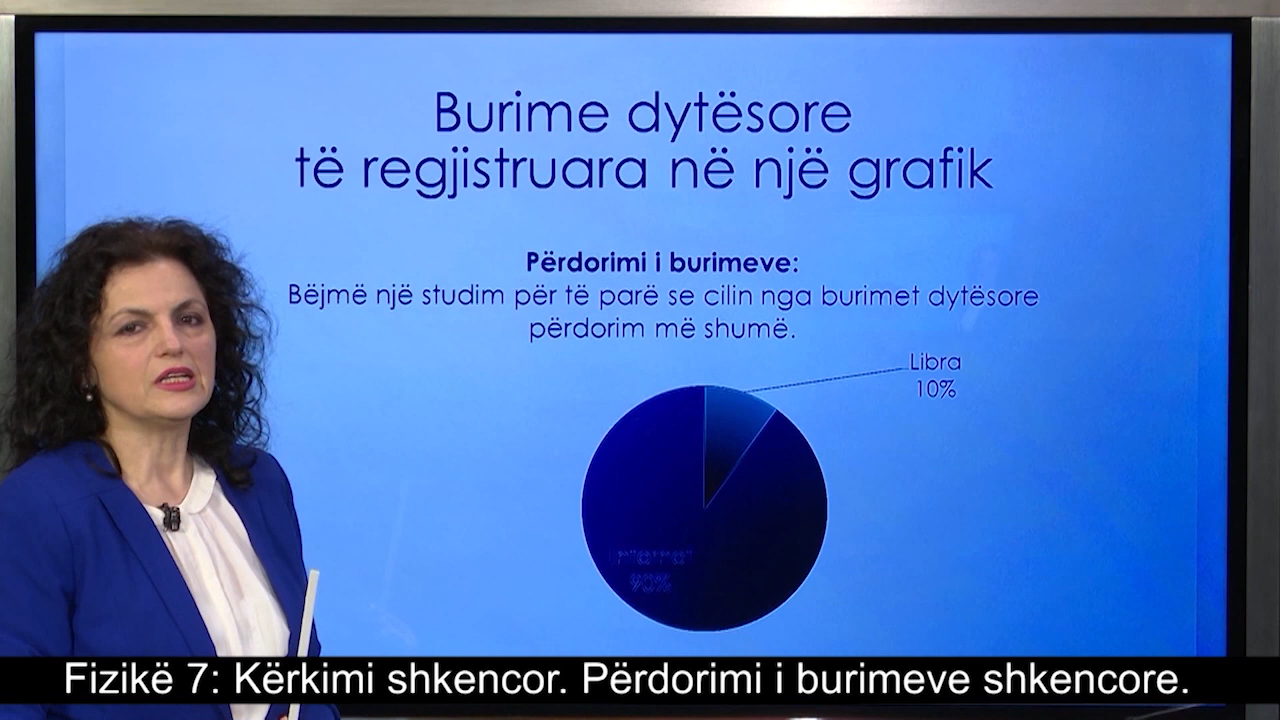 Burime dytësore
të regjistruara në një grafik
Përdorimi i burimeve:
Bëjmë një studim për të parë se cilin nga burimet dytësore
përdorim më shumë.
Libra
10%
90%
Fizikë 7: Kërkimi shkencor. Përdorimi i burimeve shkencore.